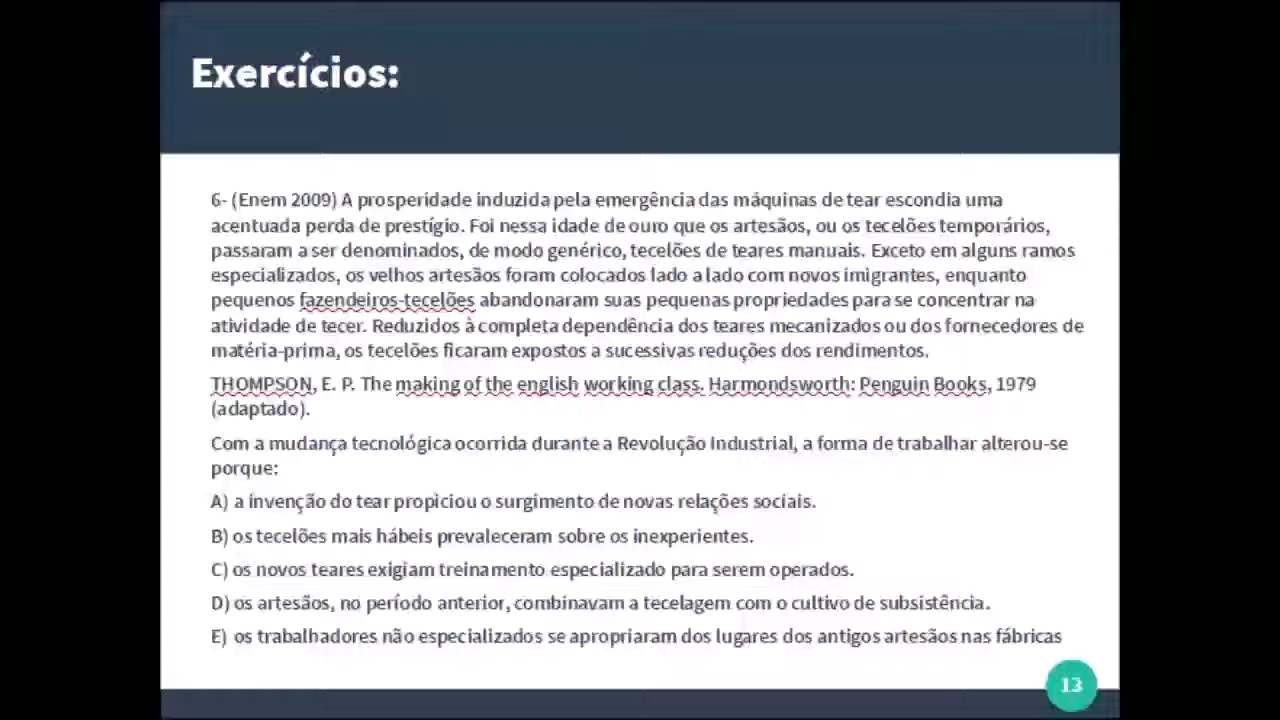 Exercícios:
6- (Enem 2009) A prosperidade induzida pela emergência das máquinas de tear escondia uma
acentuada perda de prestígio. Foi nessa idade de ouro que os artesãos, ou os tecelões temporários,
passaram a ser denominados, de modo genérico, tecelões de teares manuais. Exceto em alguns ramos
especializados, os velhos artesãos foram colocados lado a lado com novos imigrantes, enquanto
pequenos fazendeiros-tecelões abandonaram suas pequenas propriedades para se concentrar na
atividade de tecer. Reduzidos à completa dependência dos teares mecanizados ou dos fornecedores de
matéria-prima, os tecelões ficaram expostos a sucessivas reduções dos rendimentos.
THOMPSON, E. P. The making of the english working class. Harmondsworth: Penguin Books, 1979
(adaptado).
Com a mudança tecnológica ocorrida durante a Revolução Industrial, a forma de trabalhar alterou-se
porque:
A) a invenção do tear propiciou o surgimento de novas relações sociais.
B) os tecelões mais hábeis prevaleceram sobre os inexperientes.
C) os novos teares exigiam treinamento especializado para serem operados.
D) os artesãos, no período anterior, combinavam a tecelagem com o cultivo de subsistência.
E) os trabalhadores não especializados se apropriaram dos lugares dos antigos artesãos nas fábricas
13